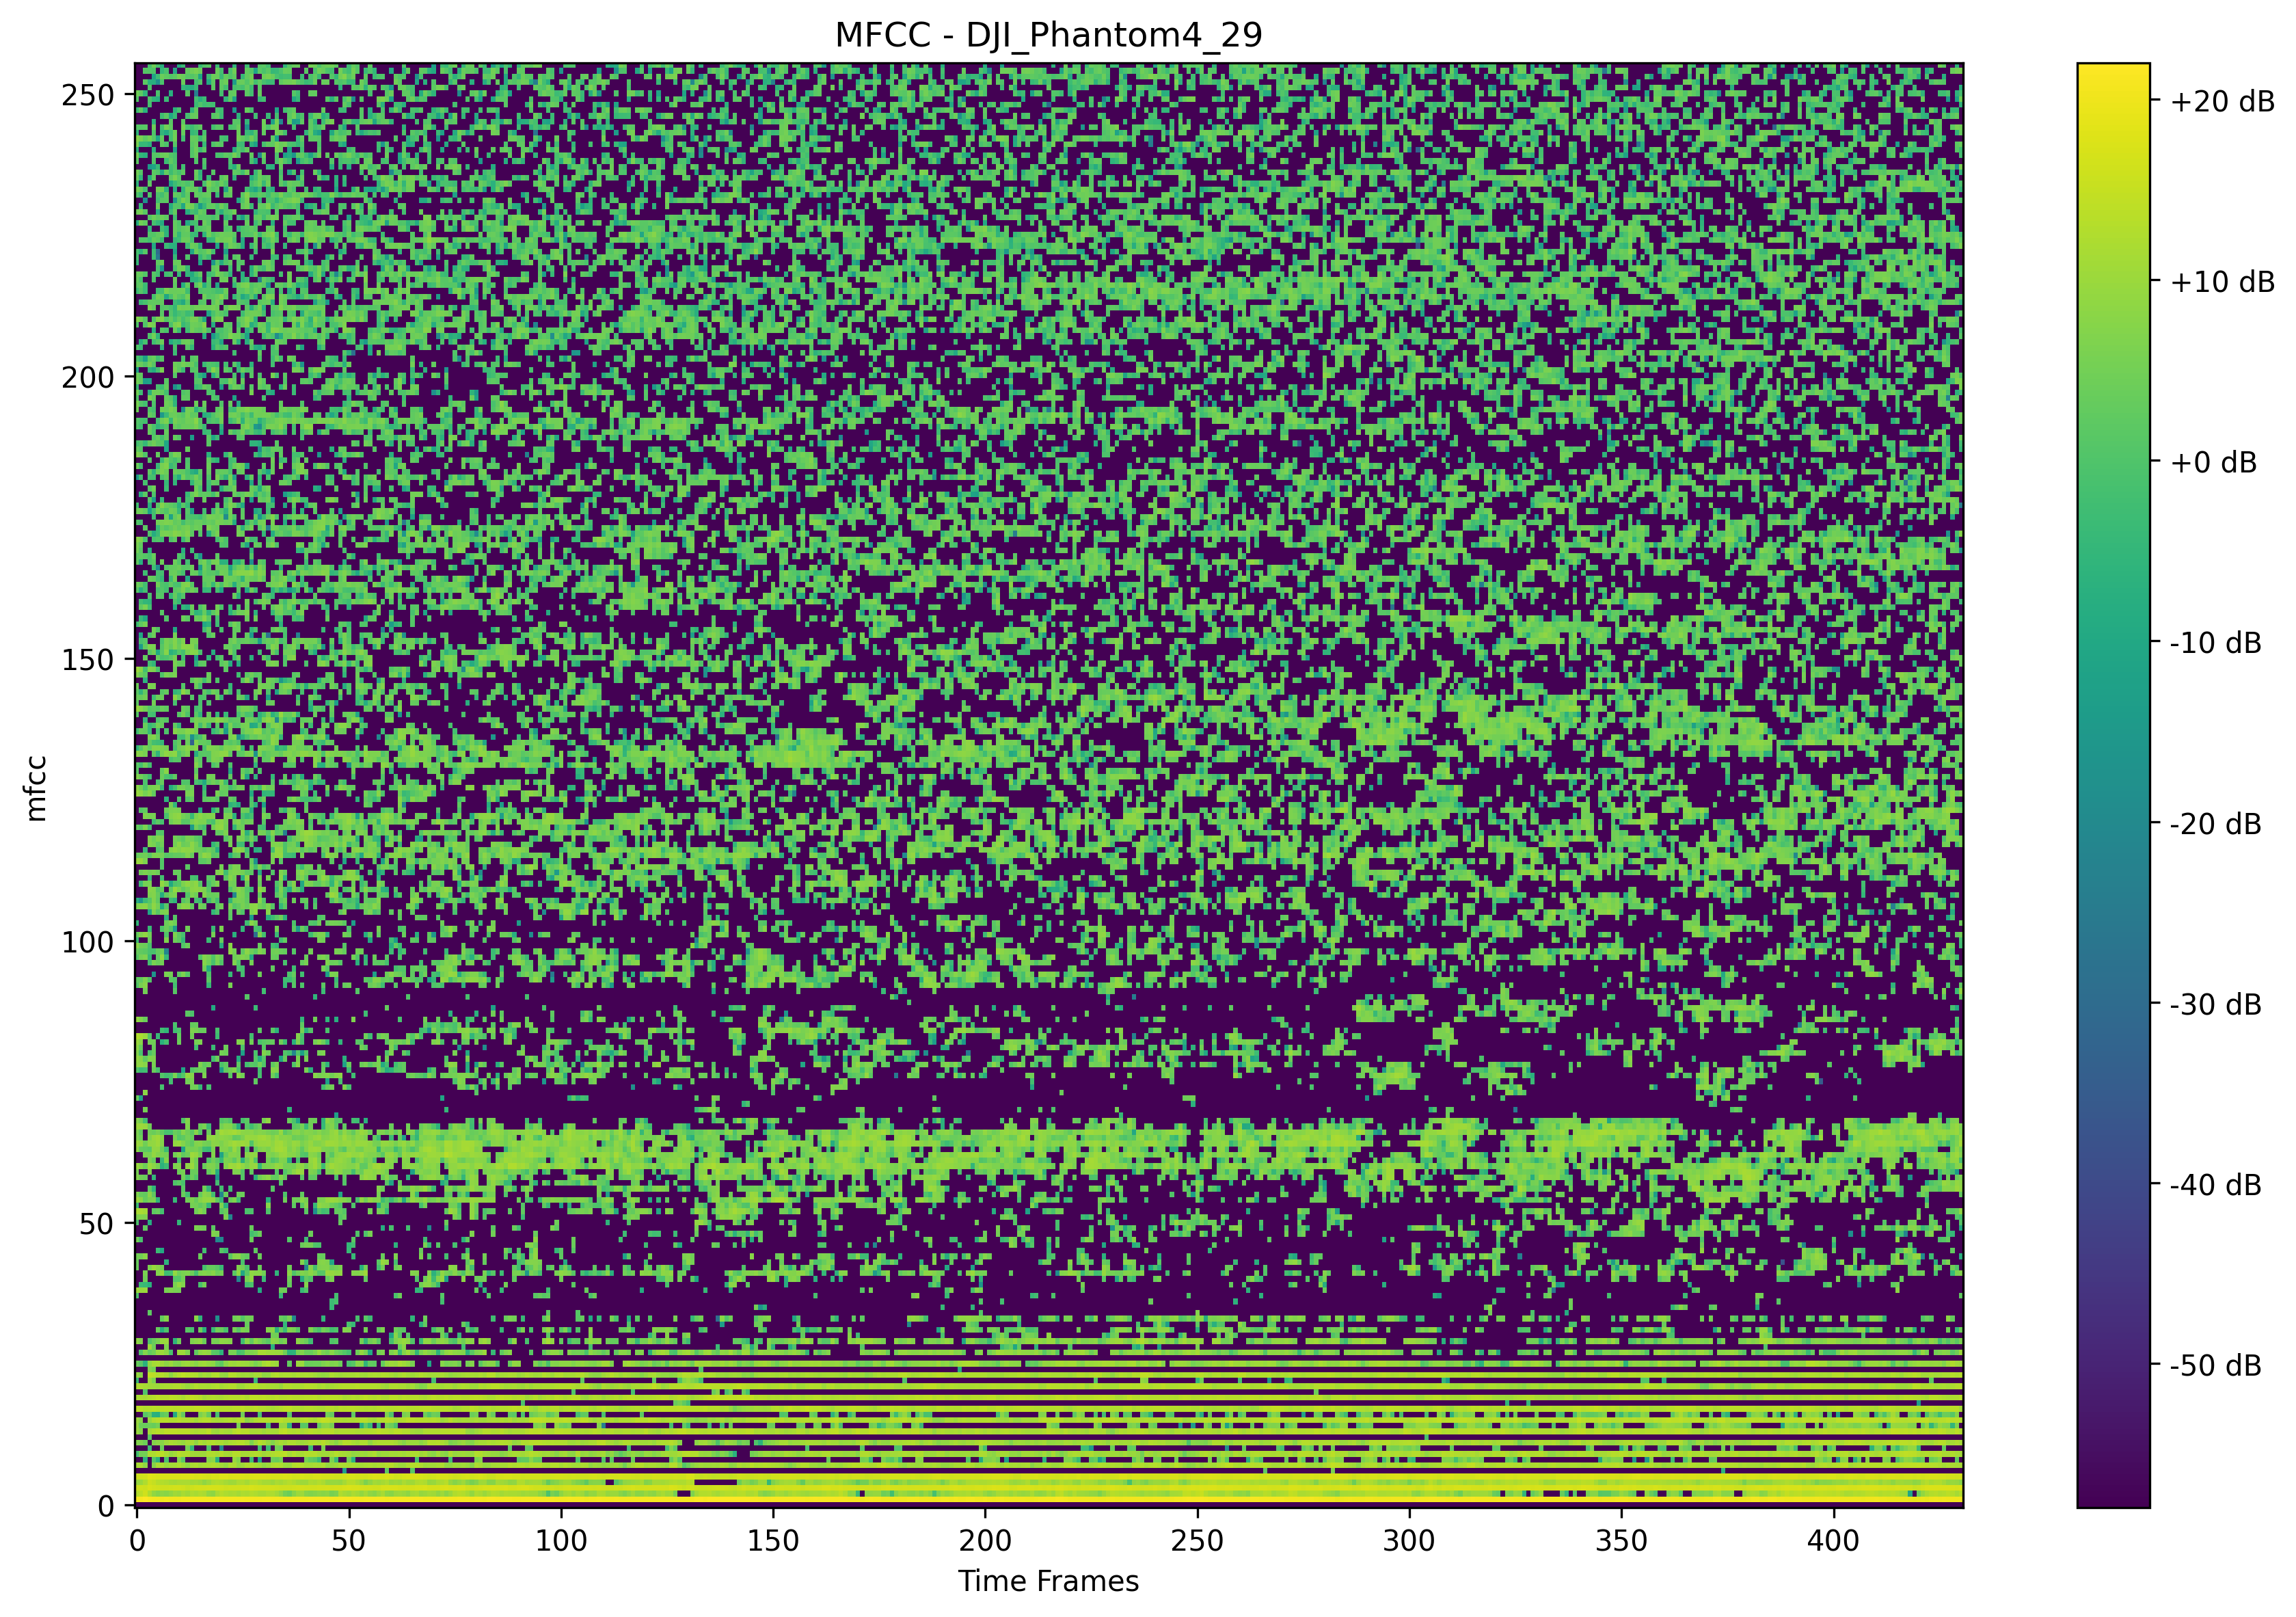 MFCC - DJI_Phantom4_29
250
200
150
100
50
0
mfcc
0 50 100 150 200 250 300 350 400
Time Frames
+20 dB
+10 dB
+0 dB
-10 dB
-20 dB
-30 dB
-40 dB
-50 dB